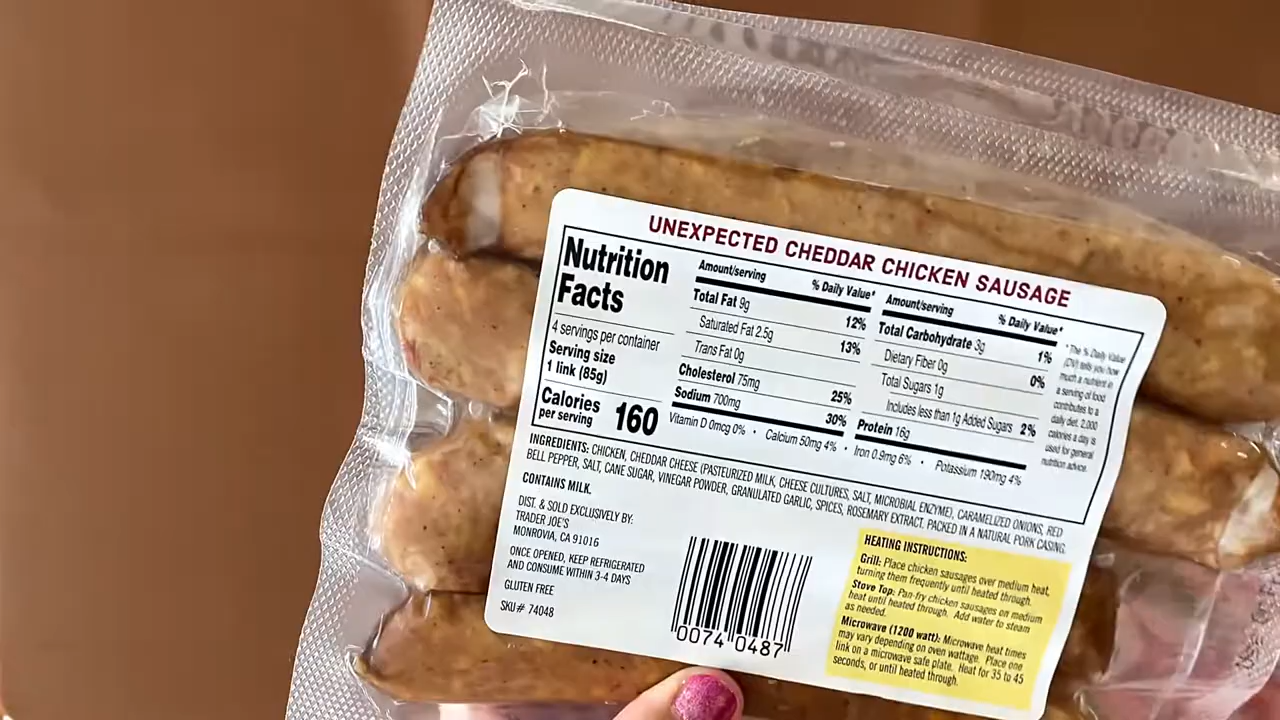 UNEXPECTED CHEDDAR CHICKEN SAUSAGE
Nutrition
Facts
4 servings per container
Serving size
1 link (85g)
Calories
per serving 160
Amount/serving % Daily Value*
Total Fat 9g 12%
Saturated Fat 2.5g 13%
Trans Fat 0g
Cholesterol 75mg 25%
Sodium 700mg 30%
Amount/serving % Daily Value*
Total Carbohydrate 3g 1%
Dietary Fiber 0g 0%
Total Sugars 1g
Includes less than 1g Added Sugars 2%
Protein 16g
Vitamin D 0mcg 0% • Calcium 50mg 4% • Iron 0.9mg 6% • Potassium 190mg 4%
* The % Daily Value
(DV) tells you how
much a nutrient in
a serving of food
contributes to a
daily diet. 2,000
calories a day is
used for general
nutrition advice.
INGREDIENTS: CHICKEN, CHEDDAR CHEESE (PASTEURIZED MILK, CHEESE CULTURES, SALT, MICROBIAL ENZYME), CARAMELIZED ONIONS, RED
BELL PEPPER, SALT, CANE SUGAR, VINEGAR POWDER, GRANULATED GARLIC, SPICES, ROSEMARY EXTRACT. PACKED IN A NATURAL PORK CASING.
CONTAINS MILK.
DIST. & SOLD EXCLUSIVELY BY:
TRADER JOE'S
MONROVIA, CA 91016
ONCE OPENED, KEEP REFRIGERATED
AND CONSUME WITHIN 3-4 DAYS
GLUTEN FREE
SKU# 74048
0074 0487
HEATING INSTRUCTIONS:
Grill: Place chicken sausages over medium heat,
turning them frequently until heated through.
Stove Top: Pan-fry chicken sausages on medium
heat until heated through. Add water to steam
as needed.
Microwave (1200 watt): Microwave heat times
may vary depending on oven wattage. Place one
link on a microwave safe plate. Heat for 35 to 45
seconds, or until heated through.